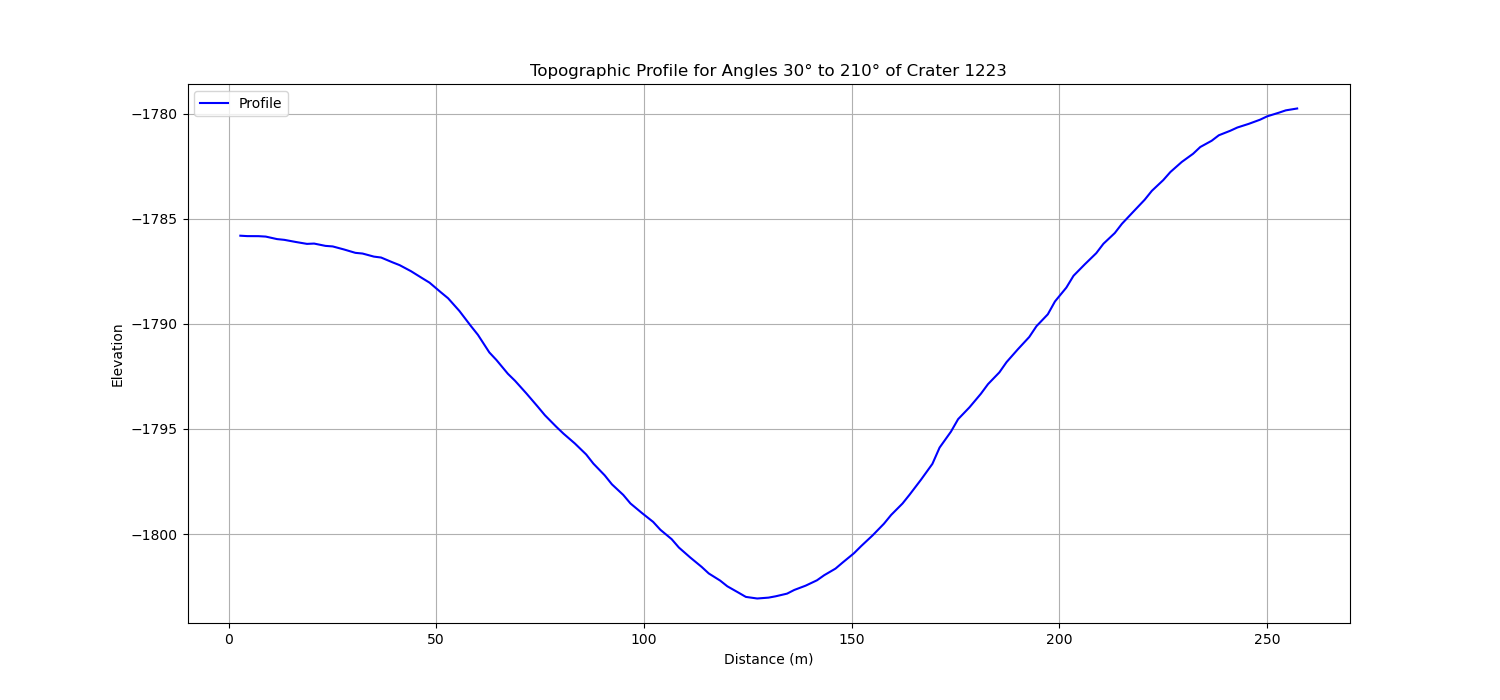 Topographic Profile for Angles 30° to 210° of Crater 1223
Profile
−1780
−1785
−1790
−1795
−1800
Elevation
0 50 100 150 200 250
Distance (m)